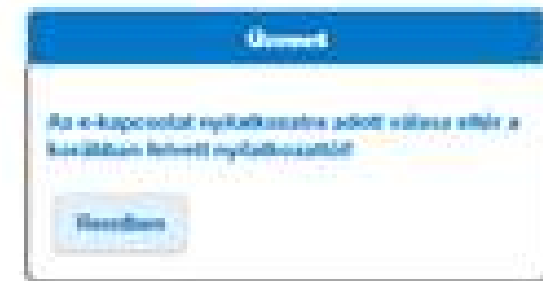 Üzenet
Az e-kapcsolat nyilatkozatra adott válasz eltér a
korábban felvett nyilatkozattól!
Rendben